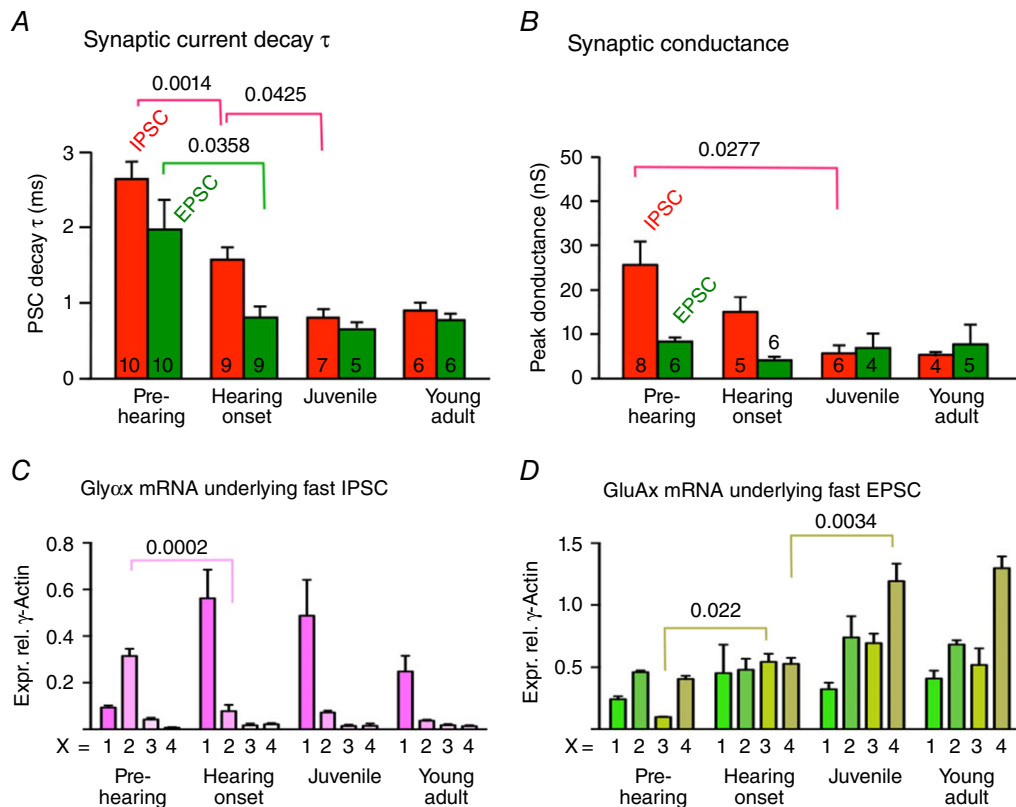 A
Synaptic current decay τ
0.0014
0.0425
0.0358
IPSC
EPSC
PSC decay τ (ms)
3
2
1
0
10 10 9 9 7 5 6 6
Pre-hearing
Hearing onset
Juvenile
Young adult
B
Synaptic conductance
0.0277
IPSC
EPSC
Peak donductance (nS)
50
40
30
20
10
0
8 6 5 6 6 4 4 5
Pre-hearing
Hearing onset
Juvenile
Young adult
C
Glyαx mRNA underlying fast IPSC
0.0002
Expr. rel. γ-Actin
0.8
0.6
0.4
0.2
X = 1 2 3 4 1 2 3 4 1 2 3 4 1 2 3 4
Pre-hearing
Hearing onset
Juvenile
Young adult
D
GluAx mRNA underlying fast EPSC
0.0034
0.022
Expr. rel. γ-Actin
1.5
1.0
0.5
X = 1 2 3 4 1 2 3 4 1 2 3 4 1 2 3 4
Pre-hearing
Hearing onset
Juvenile
Young adult